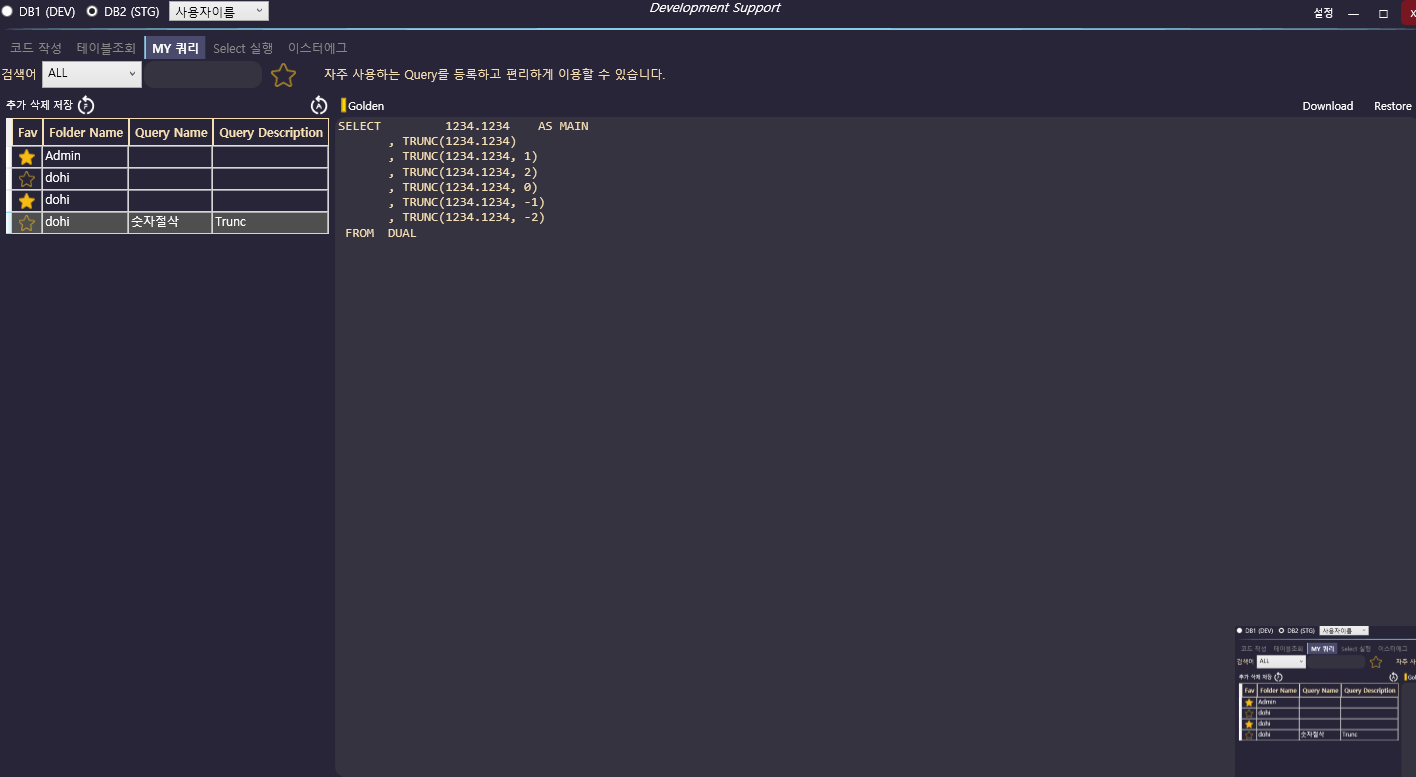 DB1 (DEV) DB2 (STG) 사용자이름 Development Support 설정
코드 작성 테이블조회 MY 쿼리 Select 실행 이스터에그
검색어 ALL 자주 사용하는 Query를 등록하고 편리하게 이용할 수 있습니다.
추가 삭제 저장 F A Golden Download Restore
Fav Folder Name Query Name Query Description
Admin
dohi
dohi
dohi 숫자절삭 Trunc
SELECT 1234.1234 AS MAIN
, TRUNC(1234.1234)
, TRUNC(1234.1234, 1)
, TRUNC(1234.1234, 2)
, TRUNC(1234.1234, 0)
, TRUNC(1234.1234, -1)
, TRUNC(1234.1234, -2)
FROM DUAL
DB1 (DEV) DB2 (STG) 사용자이름
코드 작성 테이블조회 MY 쿼리 Select 실행 이스터에그
검색어 ALL 자주 사
추가 삭제 저장 Gol
Fav Folder Name Query Name Query Description
Admin
dohi
dohi
dohi 숫자절삭 Trunc